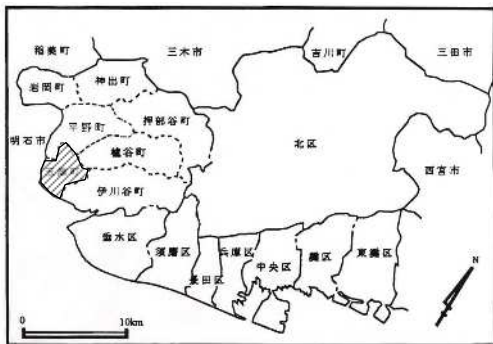 稲美町
三木市
吉川町
三田市
岩岡町
神出町
押部谷町
明石市
平野町
櫨谷町
北区
西宮市
伊川谷町
垂水区
須磨区
長田区
兵庫区
中央区
灘区
東灘区
N
0
10km